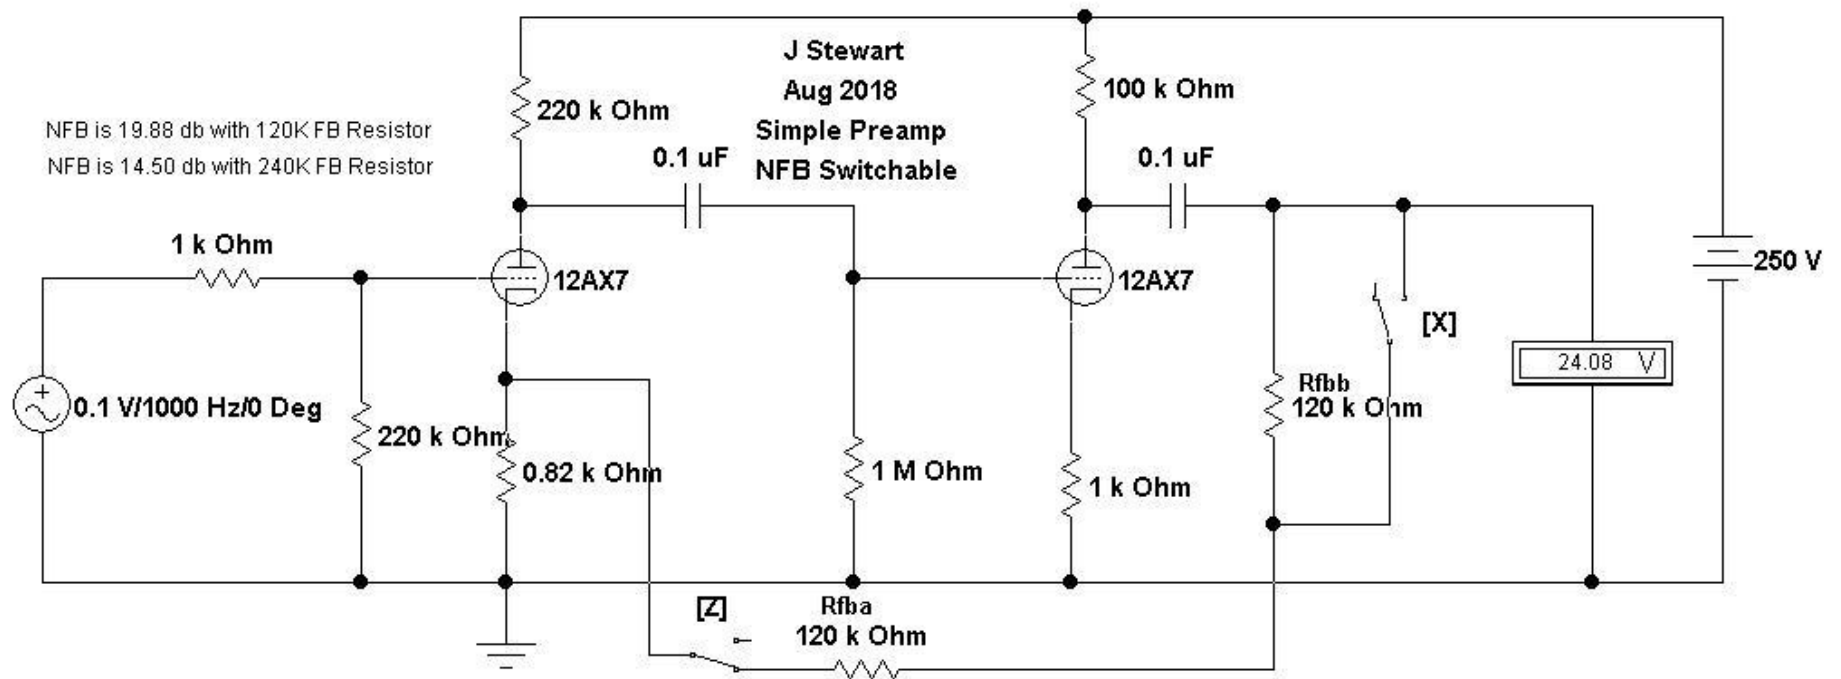 J Stewart
Aug 2018
Simple Preamp
NFB Switchable
NFB is 19.88 db with 120K FB Resistor
NFB is 14.50 db with 240K FB Resistor
220 k Ohm
100 k Ohm
0.1 uF
0.1 uF
1 k Ohm
12AX7
12AX7
250 V
[X]
24.08 V
0.1 V/1000 Hz/0 Deg
220 k Ohm
0.82 k Ohm
1 M Ohm
1 k Ohm
Rfbb
120 k Ohm
[Z]
Rfba
120 k Ohm